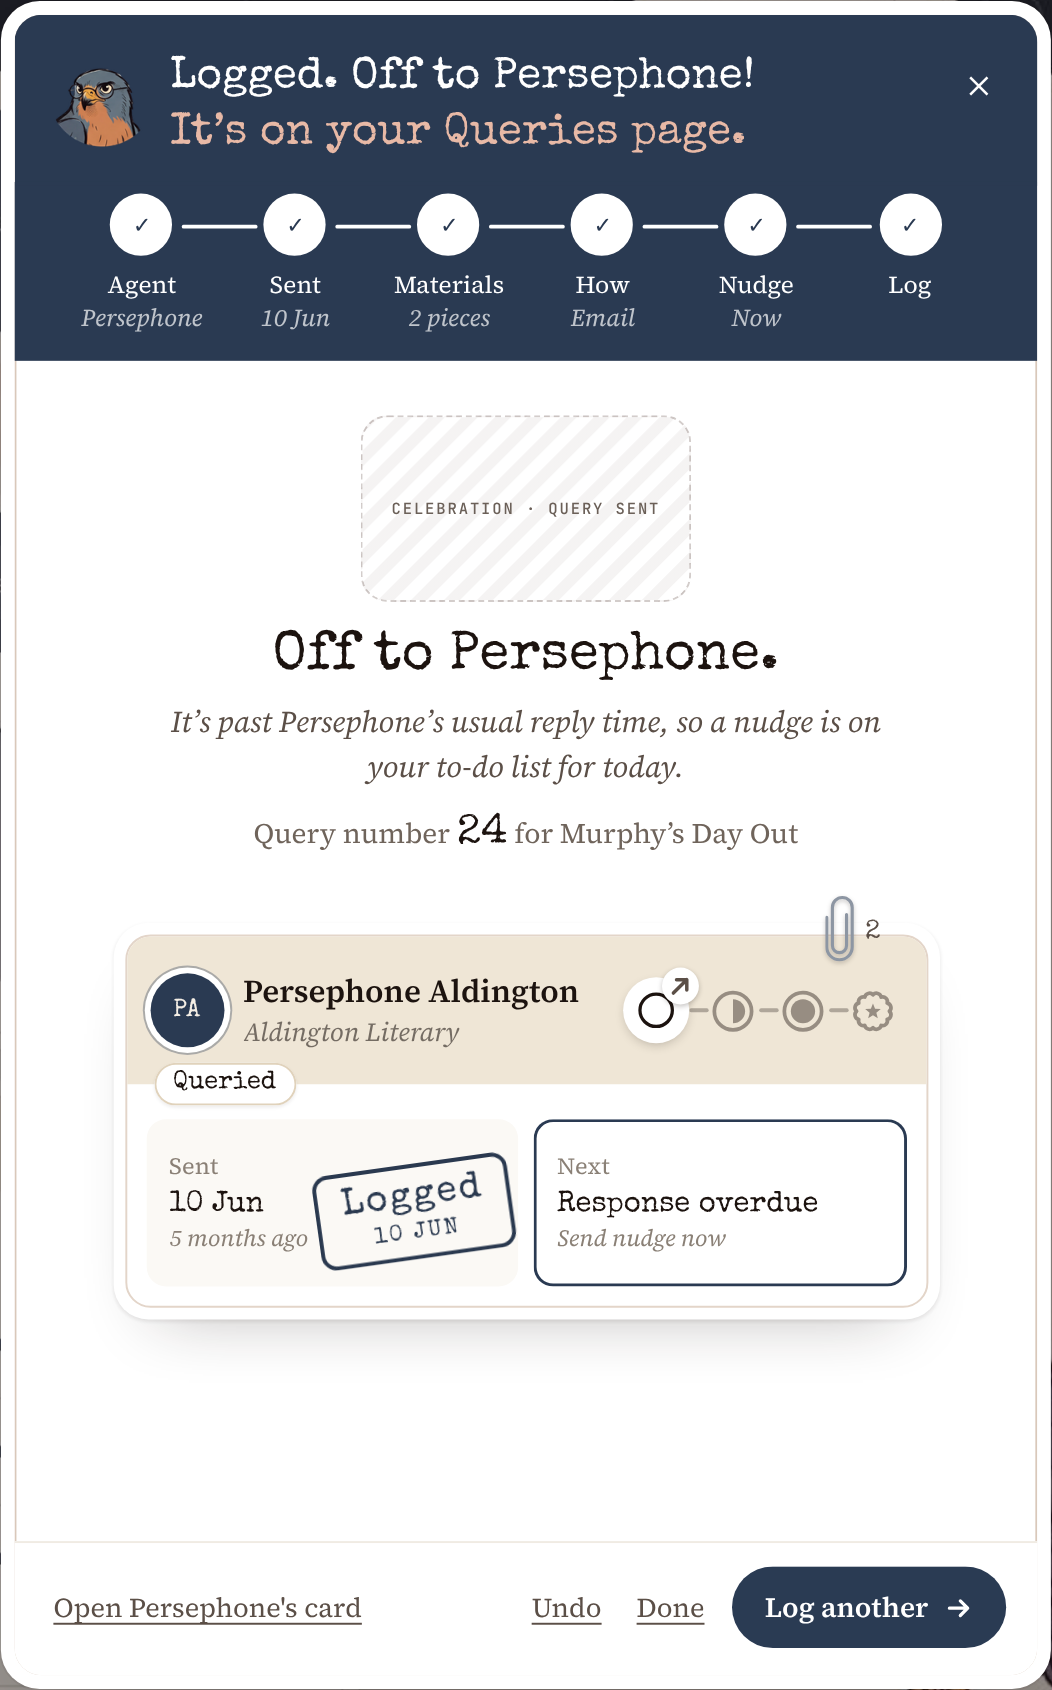 Logged. Off to Persephone!
It's on your Queries page.
✓ ✓ ✓ ✓ ✓ ✓
Agent Sent Materials How Nudge Log
Persephone 10 Jun 2 pieces Email Now
CELEBRATION · QUERY SENT
Off to Persephone.
It's past Persephone's usual reply time, so a nudge is on
your to-do list for today.
Query number 24 for Murphy's Day Out
2
PA
Persephone Aldington
Aldington Literary
Queried
Sent
10 Jun
5 months ago
Logged
10 JUN
Next
Response overdue
Send nudge now
Open Persephone's card Undo Done Log another →